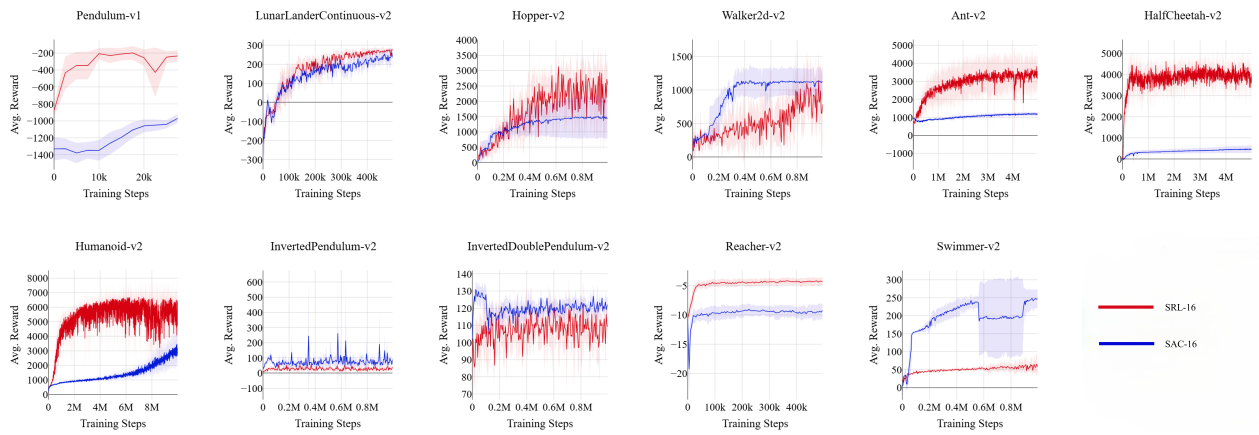 Pendulum-v1
LunarLanderContinuous-v2
Hopper-v2
Walker2d-v2
Ant-v2
HalfCheetah-v2
Avg. Reward
−200
−400
−600
−800
−1000
−1200
−1400
0
10k
20k
Training Steps
Avg. Reward
300
200
100
0
−100
−200
−300
0
100k 200k 300k 400k
Training Steps
Avg. Reward
4000
3500
3000
2500
2000
1500
1000
500
0
0.2M 0.4M 0.6M 0.8M
Training Steps
Avg. Reward
1500
1000
500
0
0.2M 0.4M 0.6M 0.8M
Training Steps
Avg. Reward
5000
4000
3000
2000
1000
0
−1000
0
1M 2M 3M 4M
Training Steps
Avg. Reward
5000
4000
3000
2000
1000
0
0
1M 2M 3M 4M
Training Steps
Humanoid-v2
InvertedPendulum-v2
InvertedDoublePendulum-v2
Reacher-v2
Swimmer-v2
Avg. Reward
8000
7000
6000
5000
4000
3000
2000
1000
0
0
2M 4M 6M 8M
Training Steps
Avg. Reward
600
500
400
300
200
100
0
−100
0.2M 0.4M 0.6M 0.8M
Training Steps
Avg. Reward
140
130
120
110
100
90
80
70
0.2M 0.4M 0.6M 0.8M
Training Steps
Avg. Reward
−5
−10
−15
−20
0
100k 200k 300k 400k
Training Steps
Avg. Reward
300
250
200
150
100
50
0
0
0.2M 0.4M 0.6M 0.8M
Training Steps
SRL-16
SAC-16